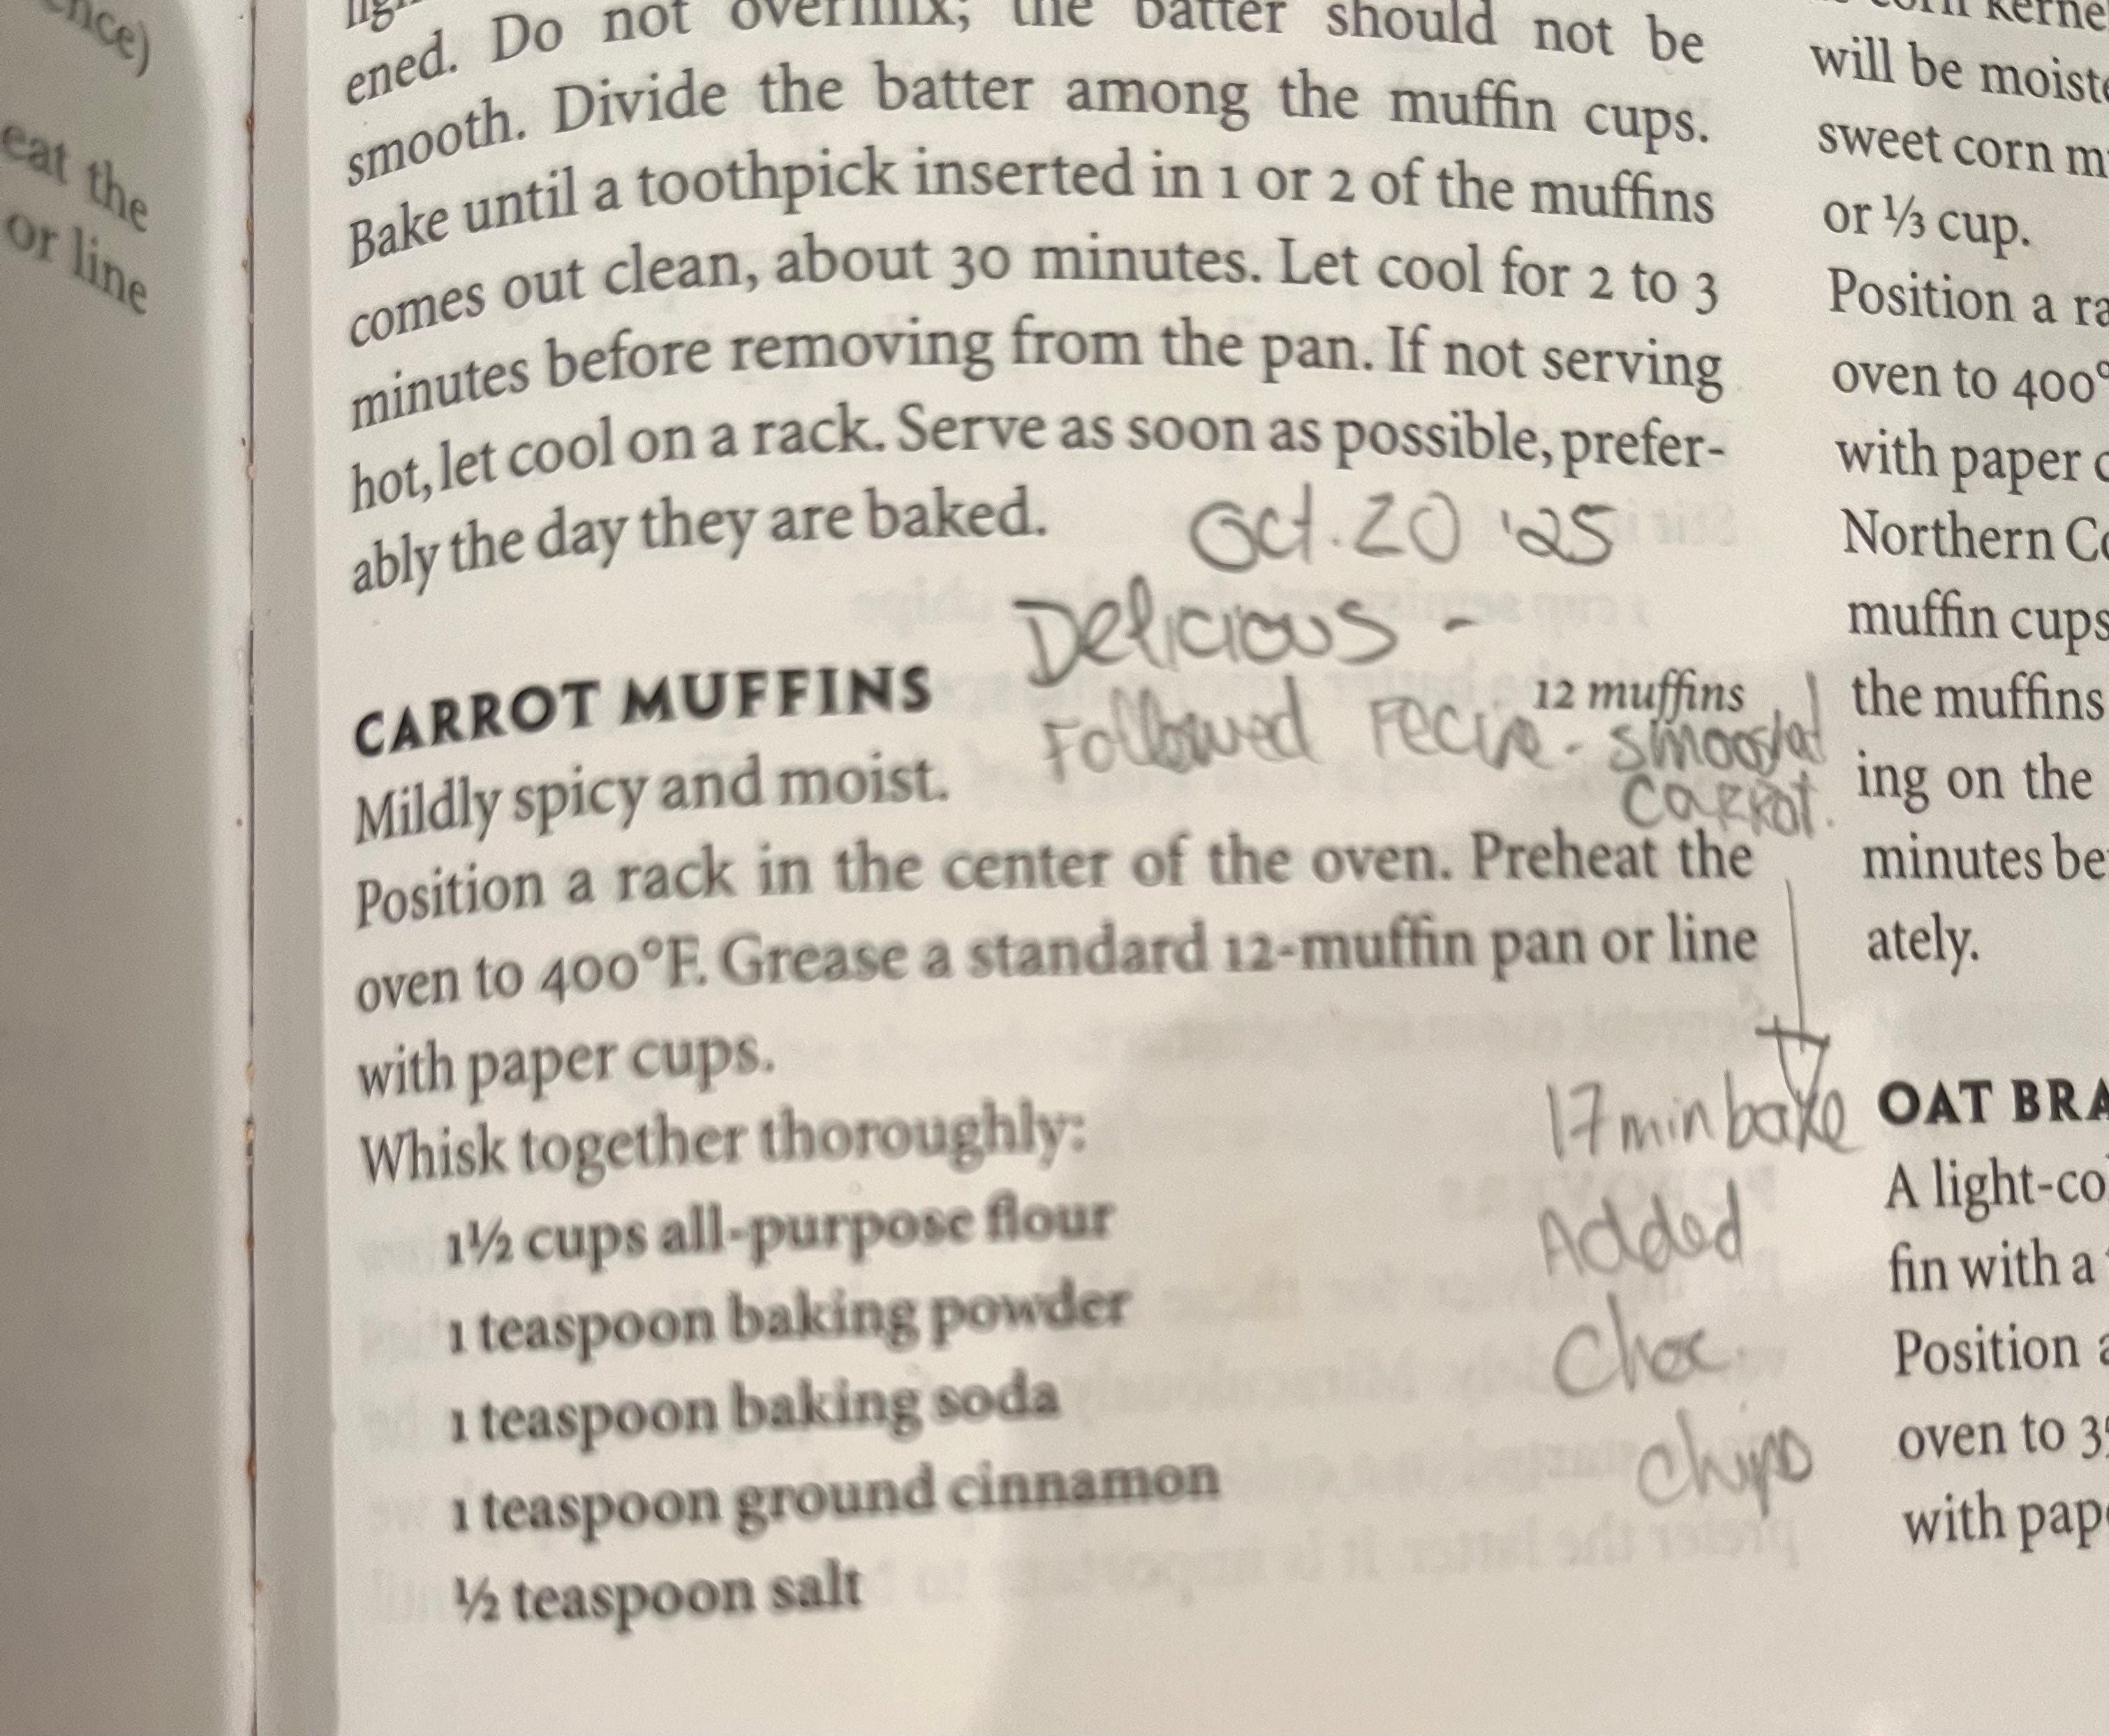 ence)
eat the
or line
ened. Do not overmix; the batter should not be
smooth. Divide the batter among the muffin cups.
Bake until a toothpick inserted in 1 or 2 of the muffins
comes out clean, about 30 minutes. Let cool for 2 to 3
minutes before removing from the pan. If not serving
hot, let cool on a rack. Serve as soon as possible, prefer-
ably the day they are baked.
Oct. 20 '25
Delicious -
CARROT MUFFINS
12 muffins
Followed recipe -
carrot.
Mildly spicy and moist.
Position a rack in the center of the oven. Preheat the
oven to 400°F. Grease a standard 12-muffin pan or line
with paper cups.
Whisk together thoroughly:
1½ cups all-purpose flour
1 teaspoon baking powder
1 teaspoon baking soda
1 teaspoon ground cinnamon
½ teaspoon salt
17 min bake
Added
Choc.
chips
corn kerne
will be moiste
sweet corn m
or ⅓ cup.
Position a ra
oven to 400°
with paper c
Northern Co
muffin cups
the muffins
ing on the
minutes be
ately.
OAT BRA
A light-co
fin with a
Position a
oven to 35
with pap